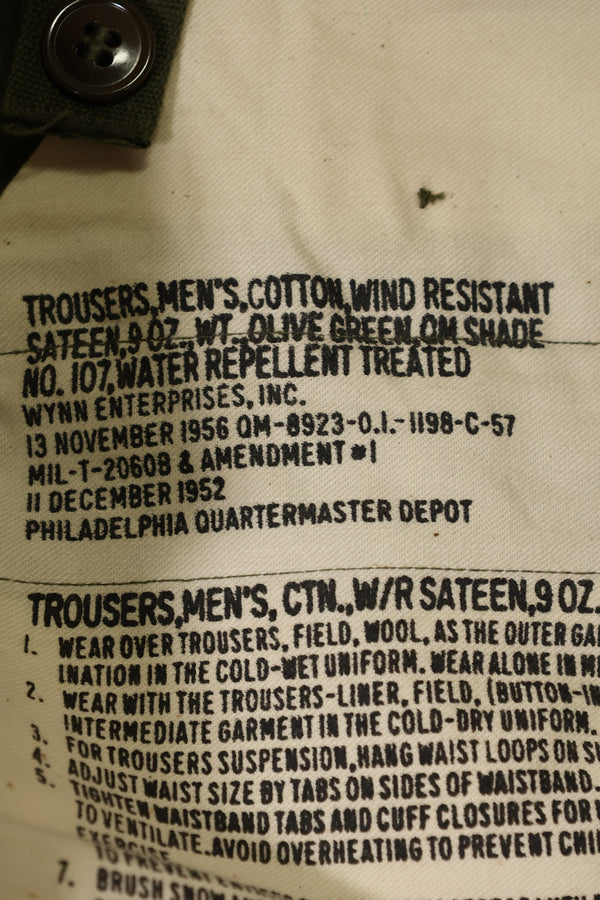 TROUSERS,MEN'S,COTTON,WIND RESISTANT
SATEEN,9 OZ.,WT.,OLIVE GREEN,QM SHADE
NO. 107,WATER REPELLENT TREATED
WYNN ENTERPRISES, INC.
13 NOVEMBER 1956 QM-8923-O.I.-1198-C-57
MIL-T-20608 & AMENDMENT #1
11 DECEMBER 1952
PHILADELPHIA QUARTERMASTER DEPOT
TROUSERS,MEN'S, CTN.,W/R SATEEN,9 OZ.
1. WEAR OVER TROUSERS, FIELD, WOOL, AS THE OUTER
INATION IN THE COLD-WET UNIFORM. WEAR ALONE IN
2. WEAR WITH THE TROUSERS-LINER, FIELD, (BUTTON-IN
INTERMEDIATE GARMENT IN THE COLD-DRY UNIFORM.
3. FOR TROUSERS SUSPENSION,HANG WAIST LOOPS ON
4. ADJUST WAIST SIZE BY TABS ON SIDES OF WAISTBAND.
5. TIGHTEN WAISTBAND TABS AND CUFF CLOSURES FOR
TO VENTILATE.AVOID OVERHEATING TO PREVENT
EXERCISE.
TO PREVENT
7. BRUSH SNOW